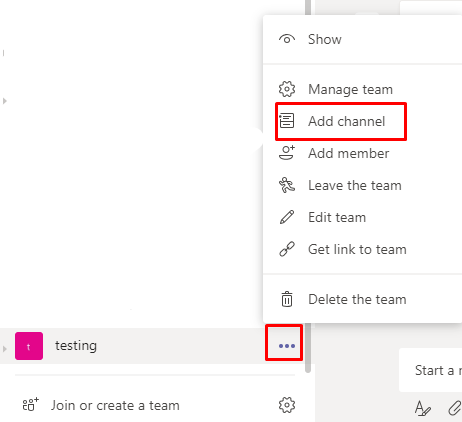 Show
Manage team
Add channel
Add member
Leave the team
Edit team
Get link to team
Delete the team
t
testing
Start a
Join or create a team